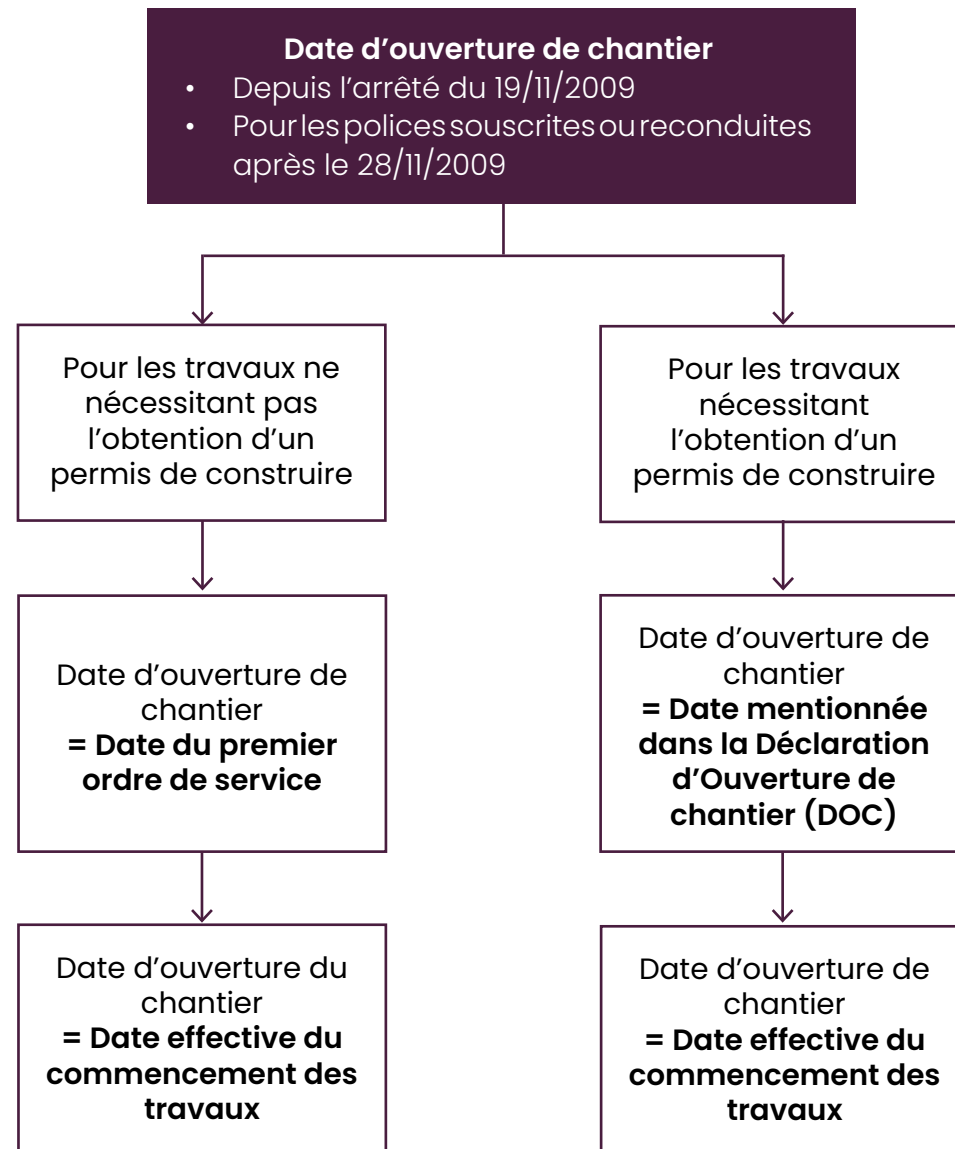 Date d’ouverture de chantier
• Depuis l’arrêté du 19/11/2009
• Pour les polices souscrites ou reconduites
après le 28/11/2009
Pour les travaux ne
nécessitant pas
l’obtention d’un
permis de construire
Date d’ouverture de
chantier
= Date du premier
ordre de service
Date d’ouverture du
chantier
= Date effective du
commencement des
travaux
Pour les travaux
nécessitant
l’obtention d’un
permis de construire
Date d’ouverture de
chantier
= Date mentionnée
dans la Déclaration
d’Ouverture de
chantier (DOC)
Date d’ouverture de
chantier
= Date effective du
commencement des
travaux